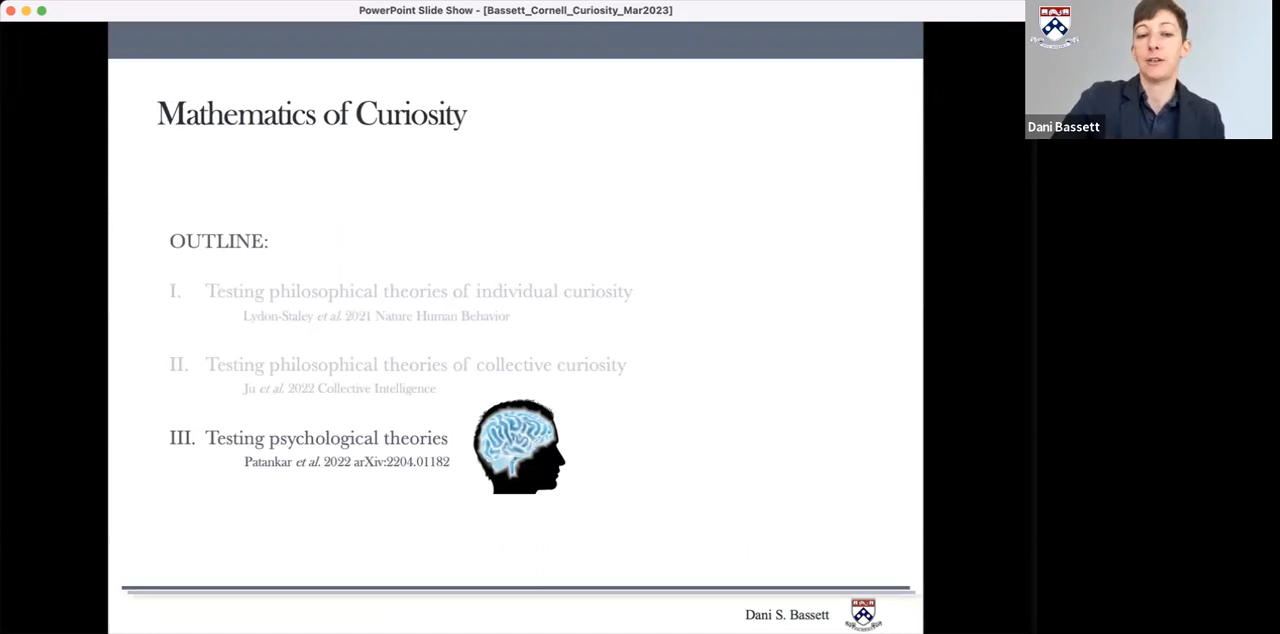 PowerPoint Slide Show - [Bassett_Cornell_Curiosity_Mar2023]
Dani Bassett
Mathematics of Curiosity
OUTLINE:
I. Testing philosophical theories of individual curiosity
Lydon-Staley et al. 2021 Nature Human Behavior
II. Testing philosophical theories of collective curiosity
Ju et al. 2022 Collective Intelligence
III. Testing psychological theories
Patankar et al. 2022 arXiv:2204.01182
Dani S. Bassett